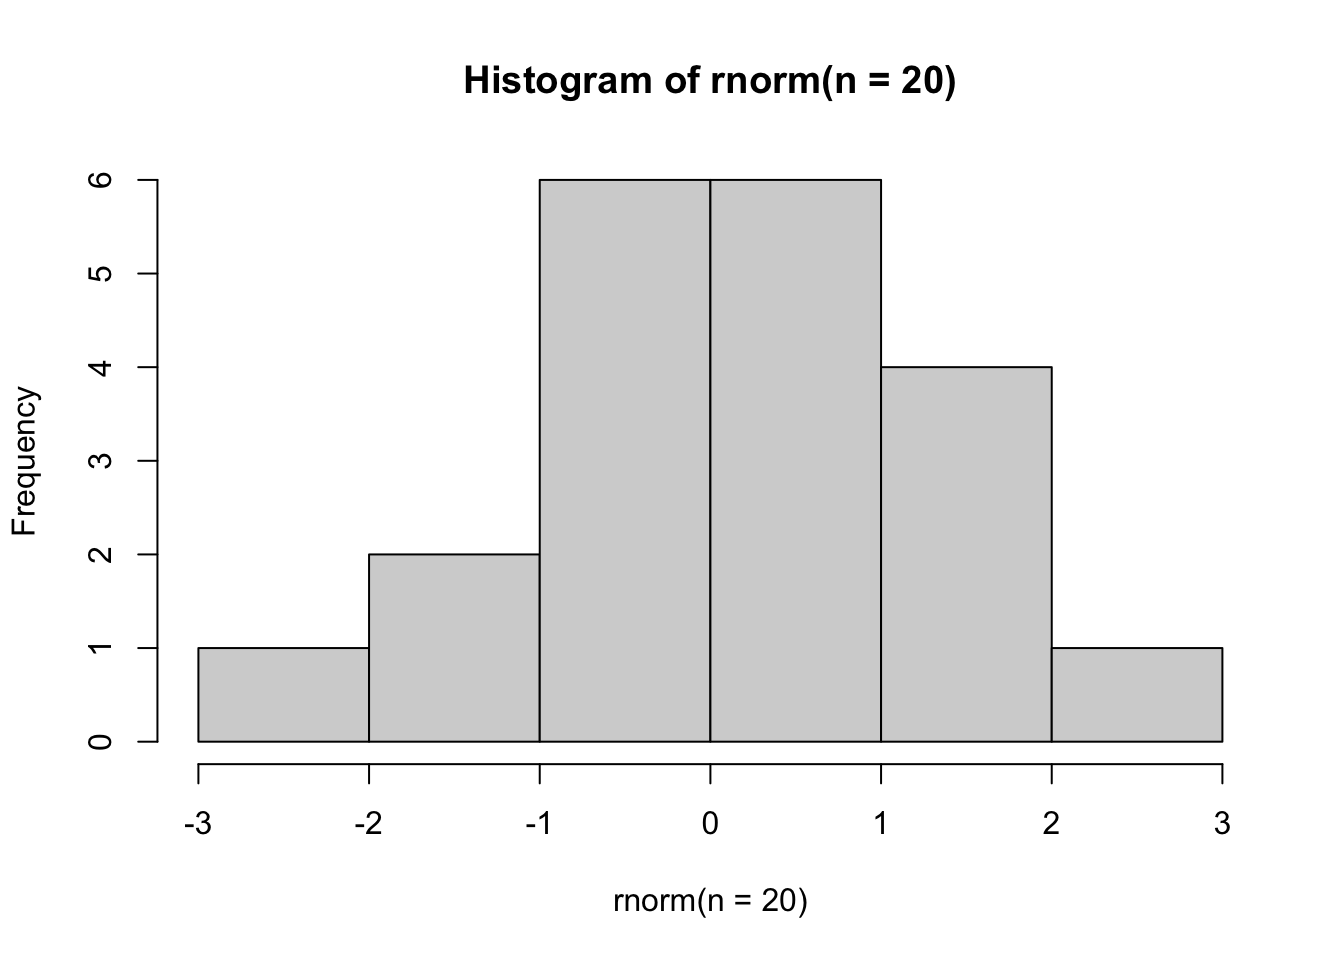 Histogram of rnorm(n = 20)
6
5
4
3
2
1
0
Frequency
-3 -2 -1 0 1 2 3
rnorm(n = 20)